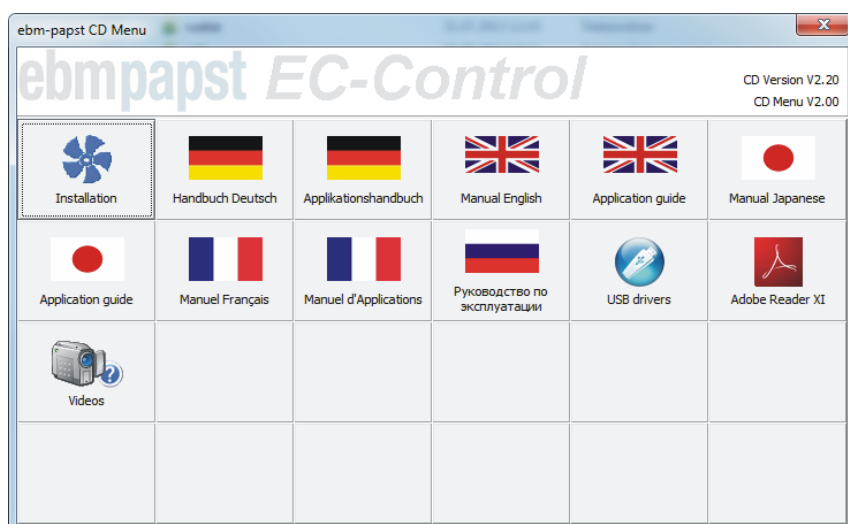 ebm-papst CD Menu
ebmpapst EC-Control
CD Version V2.20
CD Menu V2.00
Installation
Handbuch Deutsch
Applikationshandbuch
Manual English
Application guide
Manual Japanese
Application guide
Manuel Français
Manuel d'Applications
Руководство по
эксплуатации
USB drivers
Adobe Reader XI
Videos